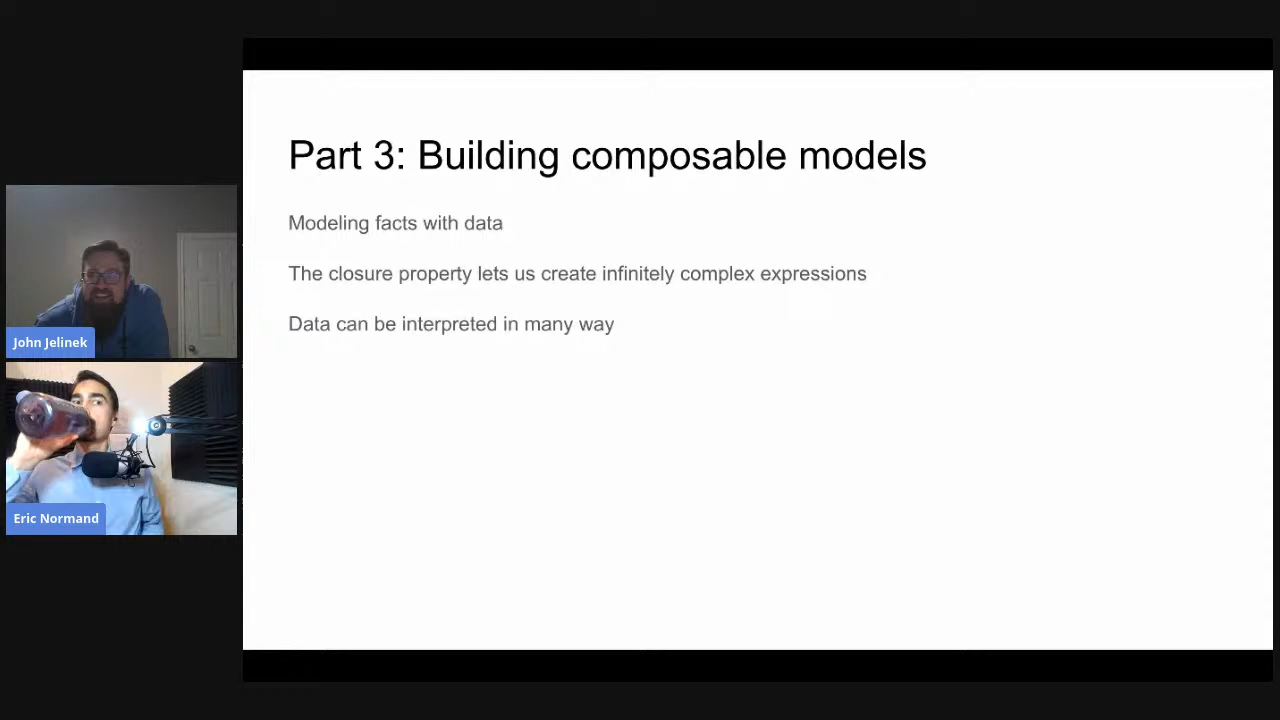 Part 3: Building composable models
Modeling facts with data
The closure property lets us create infinitely complex expressions
Data can be interpreted in many way
John Jelinek
Eric Normand